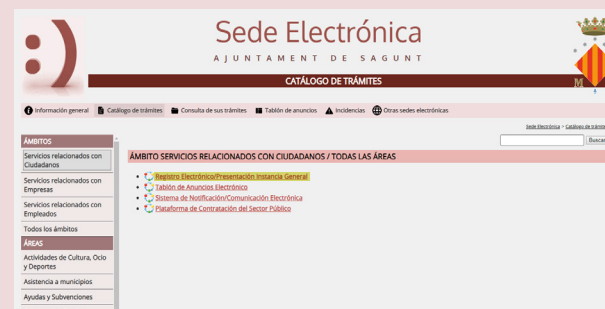 Sede Electrónica
AJUNTAMENT DE SAGUNT
CATÁLOGO DE TRÁMITES
Información general Catálogo de trámites Consulta de sus trámites Tablón de anuncios Incidencias Otras sedes electrónicas
Sede Electrónica > Catálogo de trámite
Buscar
ÁMBITOS
Servicios relacionados con
Ciudadanos
Servicios relacionados con
Empresas
Servicios relacionados con
Empleados
Todos los ámbitos
ÁREAS
Actividades de Cultura, Ocio
y Deportes
Asistencia a municipios
Ayudas y Subvenciones
ÁMBITO SERVICIOS RELACIONADOS CON CIUDADANOS / TODAS LAS ÁREAS
Registro Electrónico/Presentación Instancia General
Tablón de Anuncios Electrónico
Sistema de Notificación/Comunicación Electrónica
Plataforma de Contratación del Sector Público
M